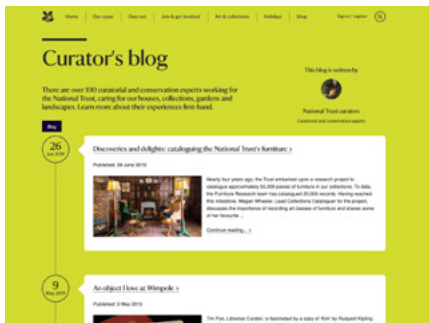 Home Our cause Days out Join & get involved Art & collections Holidays Shop Sign in / register
Curator's blog
This blog is written by
There are over 100 curatorial and conservation experts working for
the National Trust, caring for our houses, collections, gardens and
landscapes. Learn more about their experiences first-hand.
National Trust curators
Curatorial and conservation experts
Blog
26
Jun 2019
Discoveries and delights: cataloguing the National Trust's furniture ›
Published: 26 June 2019
Nearly four years ago, the Trust embarked upon a research project to
catalogue approximately 55,000 pieces of furniture in our collections. To date,
the Furniture Research team has catalogued 20,000 records. Having reached
this milestone, Megan Wheeler, Lead Collections Cataloguer for the project,
discusses the importance of recording all classes of furniture and shares some
of her favourite ...
Continue reading... ›
9
May 2019
An object I love at Wimpole ›
Published: 9 May 2019
Tim Pye, Libraries Curator, is fascinated by a copy of 'Kim' by Rudyard Kipling